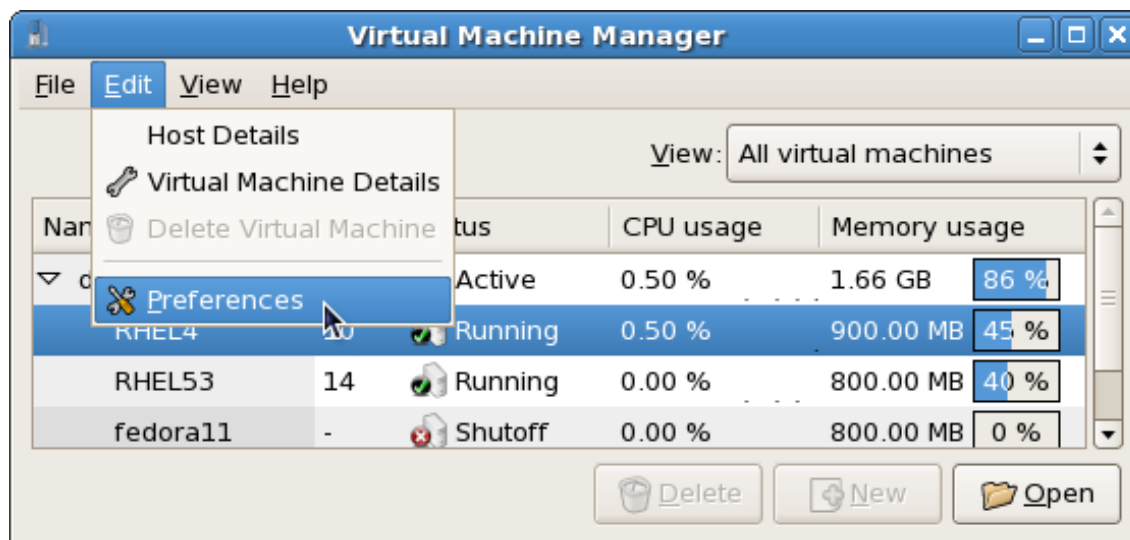 Virtual Machine Manager
File Edit View Help
Host Details
View: All virtual machines
Virtual Machine Details
Delete Virtual Machine
CPU usage Memory usage
Active 0.50 % 1.66 GB 86 %
Preferences
RHEL4 Running 0.50 % 900.00 MB 45 %
RHEL53 14 Running 0.00 % 800.00 MB 40 %
fedora11 - Shutoff 0.00 % 800.00 MB 0 %
Delete New Open